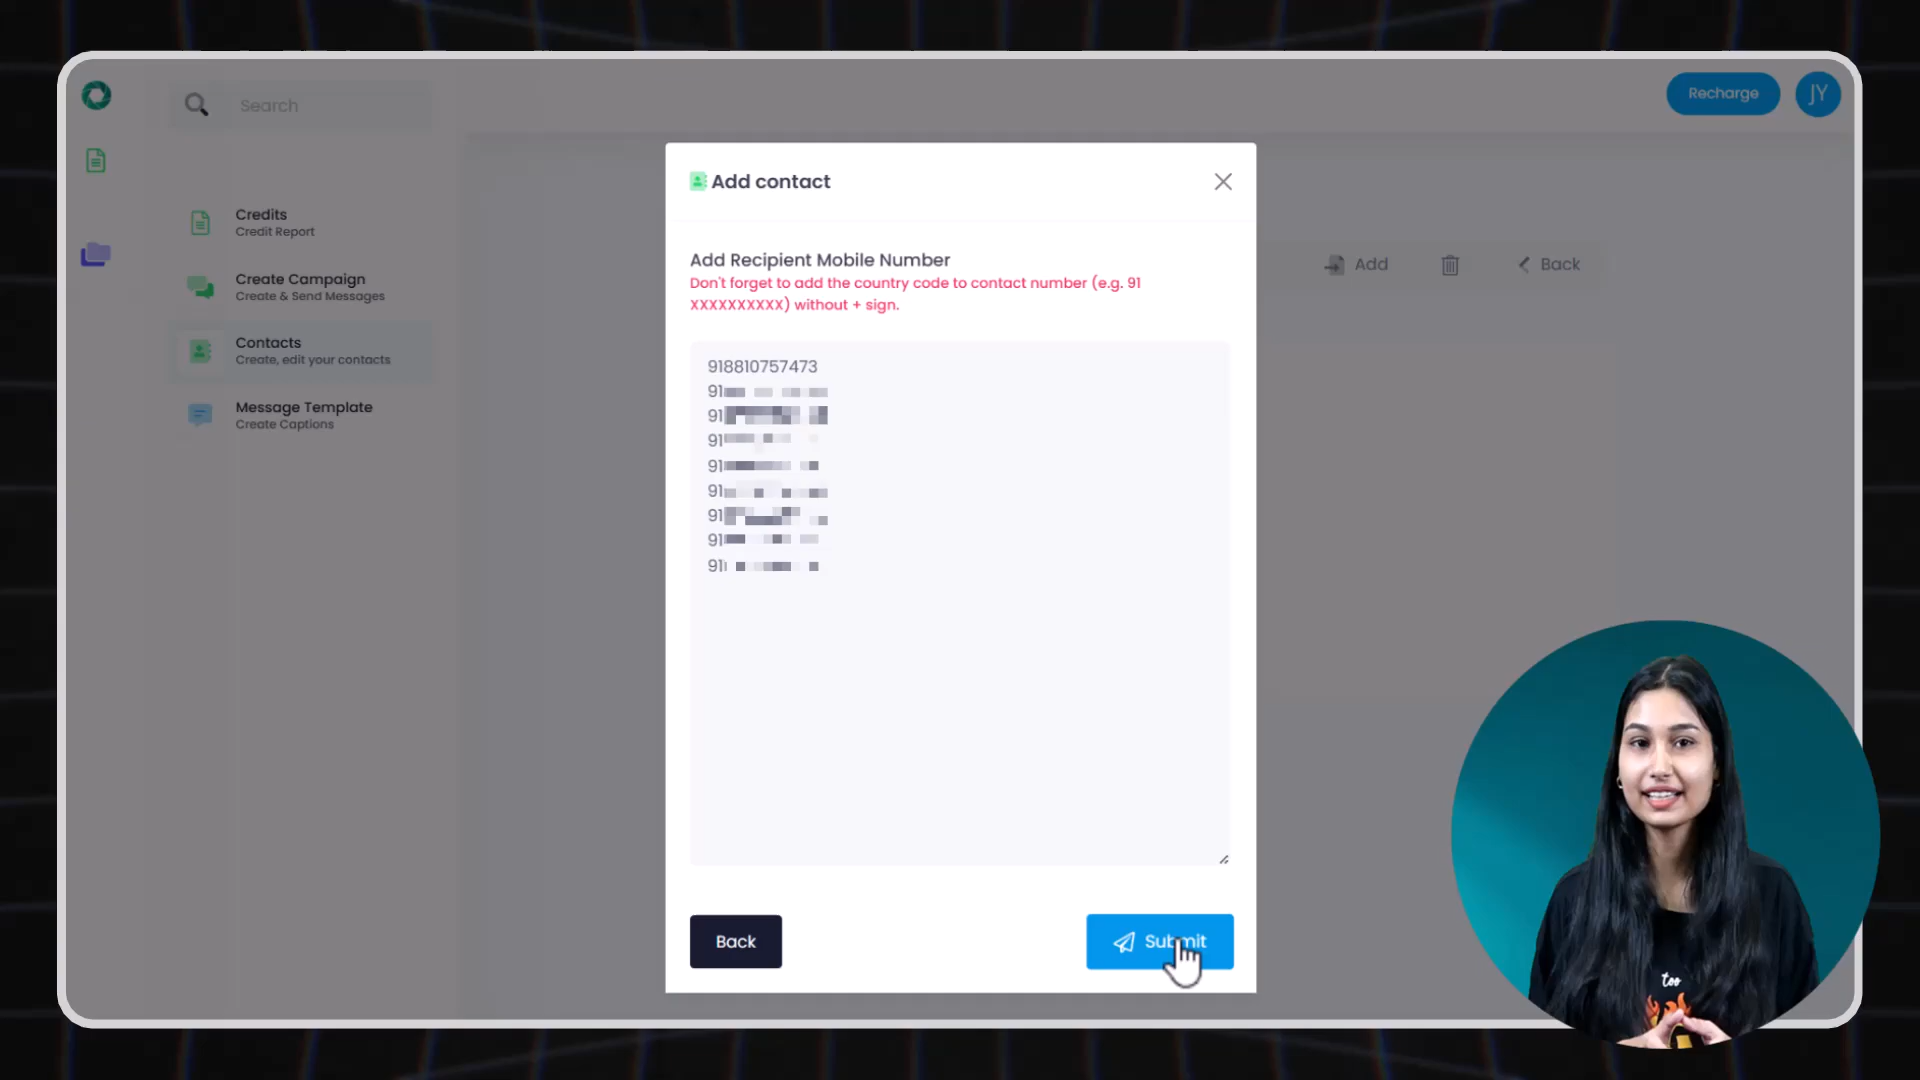 Search
Recharge
JY
Credits
Credit Report
Create Campaign
Create & Send Messages
Contacts
Create, edit your contacts
Message Template
Create Captions
Add
Back
Add contact
Add Recipient Mobile Number
Don't forget to add the country code to contact number (e.g. 91
XXXXXXXXXX) without + sign.
918810757473
91
91
91
91
91
91
91
91
Back
Submit
too